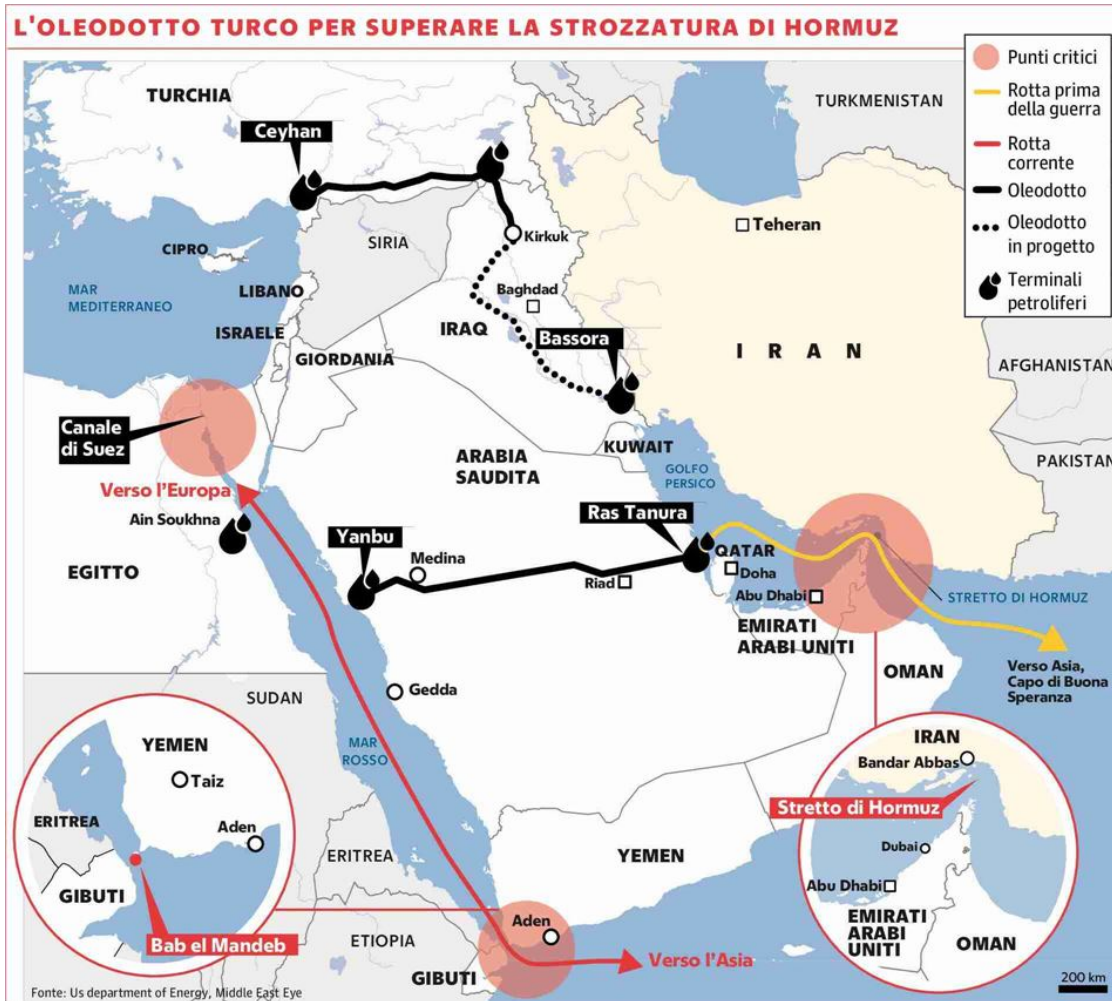 L'OLEODOTTO TURCO PER SUPERARE LA STROZZATURA DI HORMUZ
Punti critici
Rotta prima
della guerra
Rotta
corrente
Oleodotto
Oleodotto
in progetto
Terminali
petroliferi
TURCHIA
TURKMENISTAN
Ceyhan
Kirkuk
Teheran
SIRIA
CIPRO
MAR
MEDITERRANEO
LIBANO
Baghdad
ISRAELE
IRAQ
Bassora
IRAN
GIORDANIA
AFGHANISTAN
Canale
di Suez
KUWAIT
ARABIA
SAUDITA
GOLFO
PERSICO
PAKISTAN
Verso l'Europa
Ain Soukhna
Yanbu
Medina
Ras Tanura
QATAR
Doha
Riad
Abu Dhabi
EGITTO
STRETTO DI HORMUZ
EMIRATI
ARABI UNITI
OMAN
Verso Asia,
Capo di Buona
Speranza
Gedda
SUDAN
MAR
ROSSO
YEMEN
Taiz
Aden
ERITREA
GIBUTI
Bab el Mandeb
IRAN
Bandar Abbas
Stretto di Hormuz
Dubai
Abu Dhabi
EMIRATI
ARABI
UNITI
OMAN
YEMEN
ERITREA
ETIOPIA
Aden
GIBUTI
Verso l'Asia
200 km
Fonte: Us department of Energy, Middle East Eye